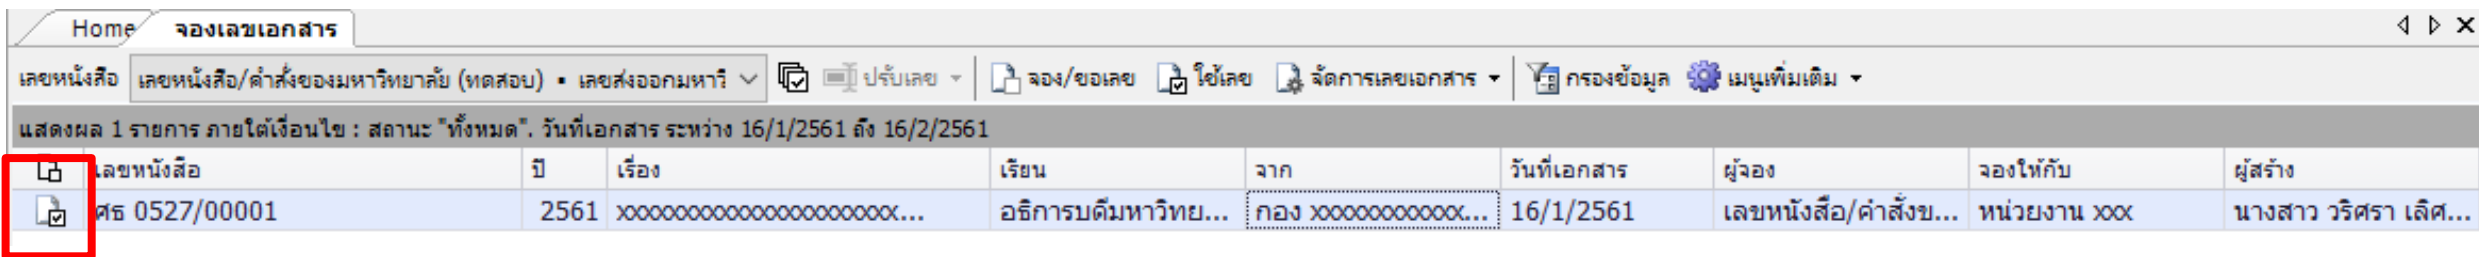 Home จองเลขเอกสาร
เลขหนังสือ เลขหนังสือ/คำสั่งของมหาวิทยาลัย (ทดสอบ) ▪ เลขส่งออกมหาวิ ปรับเลข จอง/ขอเลข ใช้เลข จัดการเลขเอกสาร กรองข้อมูล เมนูเพิ่มเติม
แสดงผล 1 รายการ ภายใต้เงื่อนไข : สถานะ "ทั้งหมด". วันที่เอกสาร ระหว่าง 16/1/2561 ถึง 16/2/2561
เลขหนังสือ ปี เรื่อง เรียน จาก วันที่เอกสาร ผู้จอง จองให้กับ ผู้สร้าง
ศธ 0527/00001 2561 xxxxxxxxxxxxxxxxxxxxxx... อธิการบดีมหาวิทย... กอง xxxxxxxxxxxx... 16/1/2561 เลขหนังสือ/คำสั่งข... หน่วยงาน xxx นางสาว วริศรา เลิศ...